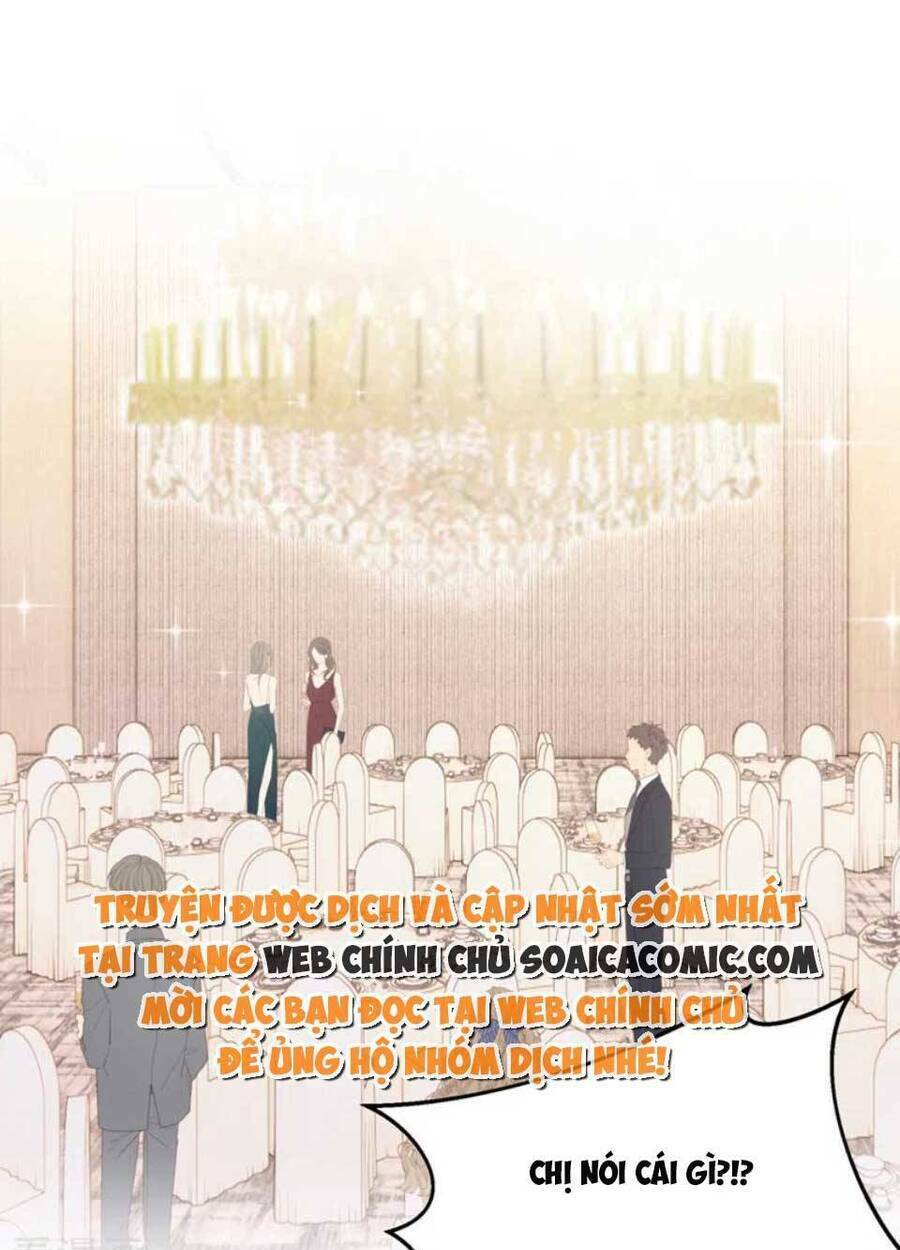 TRUYỆN ĐƯỢC DỊCH VÀ CẬP NHẬT SỚM NHẤT
TẠI TRANG WEB CHÍNH CHỦ SOAICACOMIC.COM
MỜI CÁC BẠN ĐỌC TẠI WEB CHÍNH CHỦ
ĐỂ ỦNG HỘ NHÓM DỊCH NHÉ!
CHỊ NÓI CÁI GÌ?!?